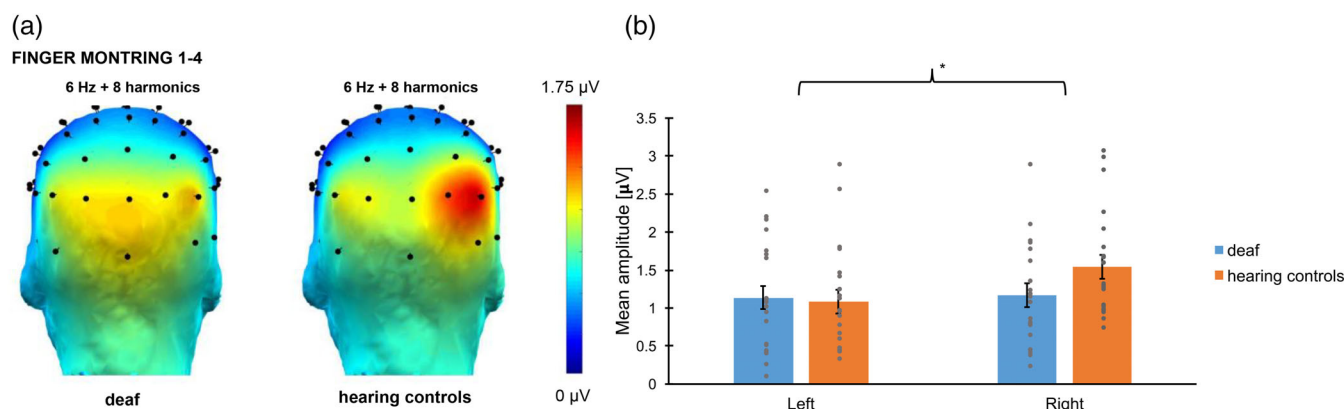 (a)
FINGER MONTRING 1-4
6 Hz + 8 harmonics
6 Hz + 8 harmonics
1.75 µV
0 µV
deaf
hearing controls
(b)
*
Mean amplitude [µV]
3.5
3
2.5
2
1.5
1
0.5
0
Left
Right
deaf
hearing controls